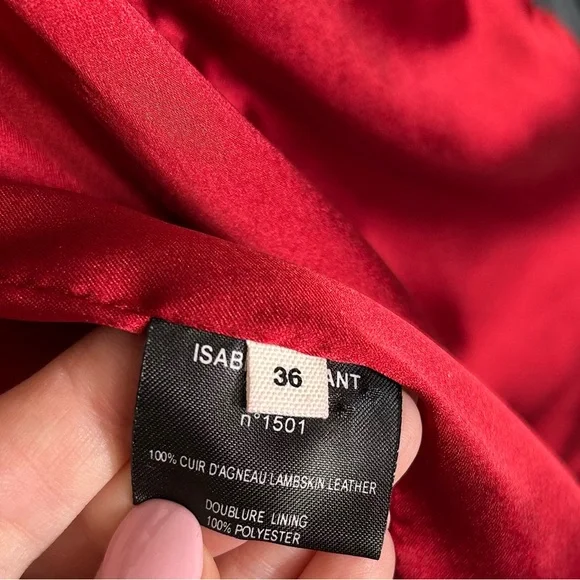 ISAB ANT
36
n°1501
100% CUIR D'AGNEAU LAMBSKIN LEATHER
DOUBLURE LINING
100% POLYESTER